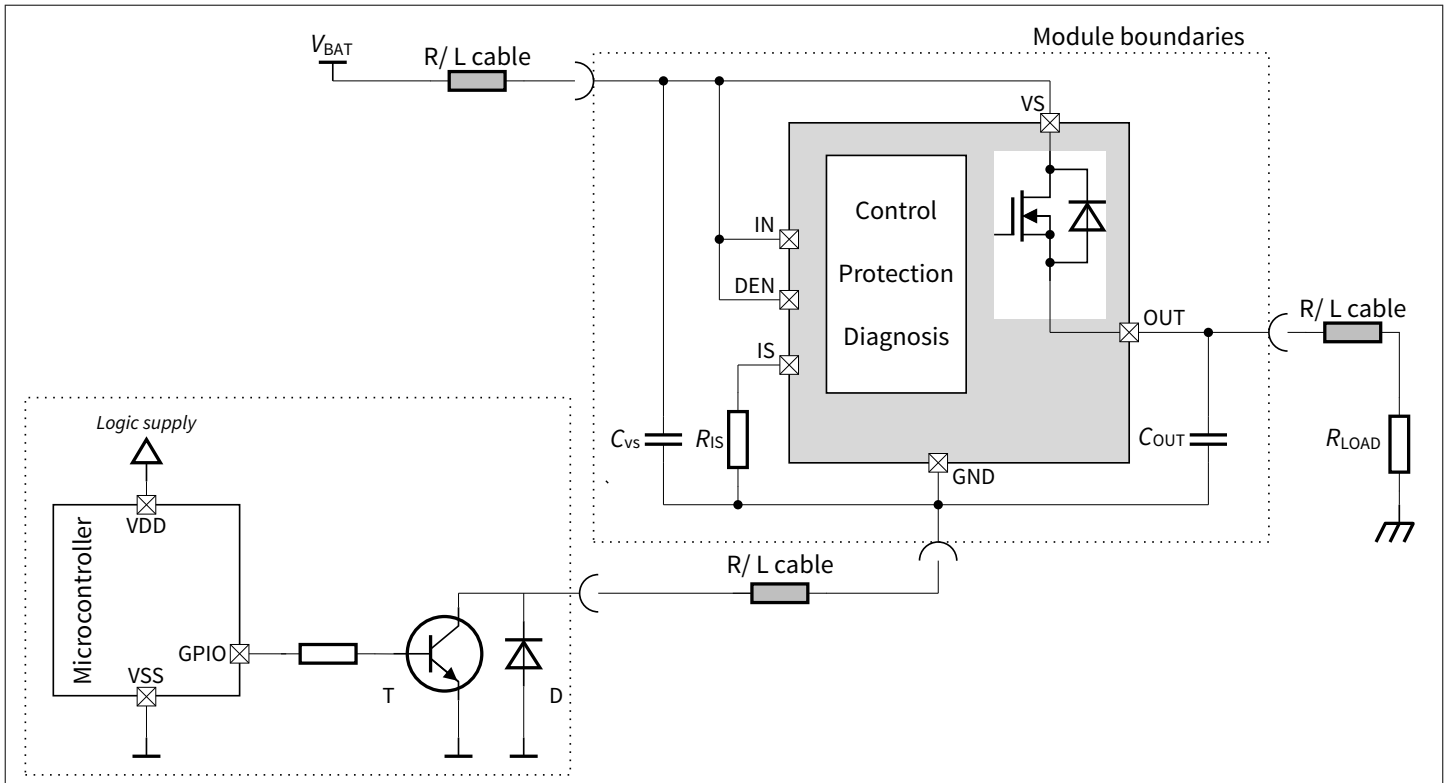 Module boundaries
VBAT
R/ L cable
VS
Control
Protection
Diagnosis
IN
DEN
IS
OUT
R/ L cable
Cvs
RIS
COUT
RLOAD
GND
Logic supply
VDD
Microcontroller
GPIO
VSS
T
D
R/ L cable